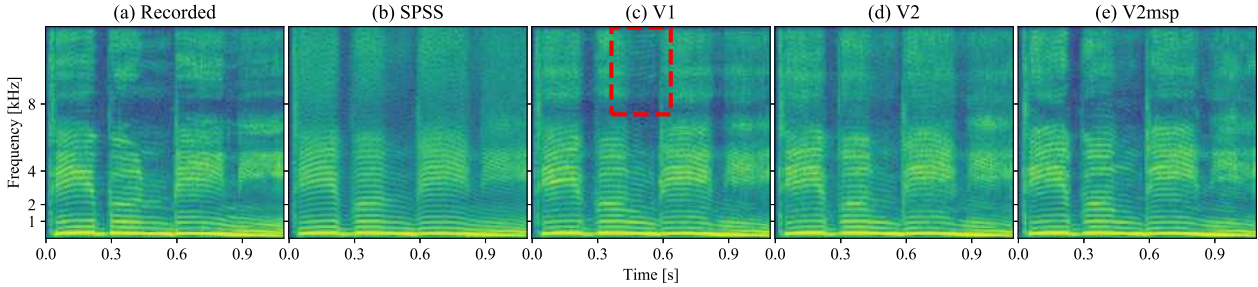 (a) Recorded (b) SPSS (c) V1 (d) V2 (e) V2msp
Frequency [kHz]
8
4
2
1
0.0 0.3 0.6 0.9 0.0 0.3 0.6 0.9 0.0 0.3 0.6 0.9 0.0 0.3 0.6 0.9 0.0 0.3 0.6 0.9
Time [s]